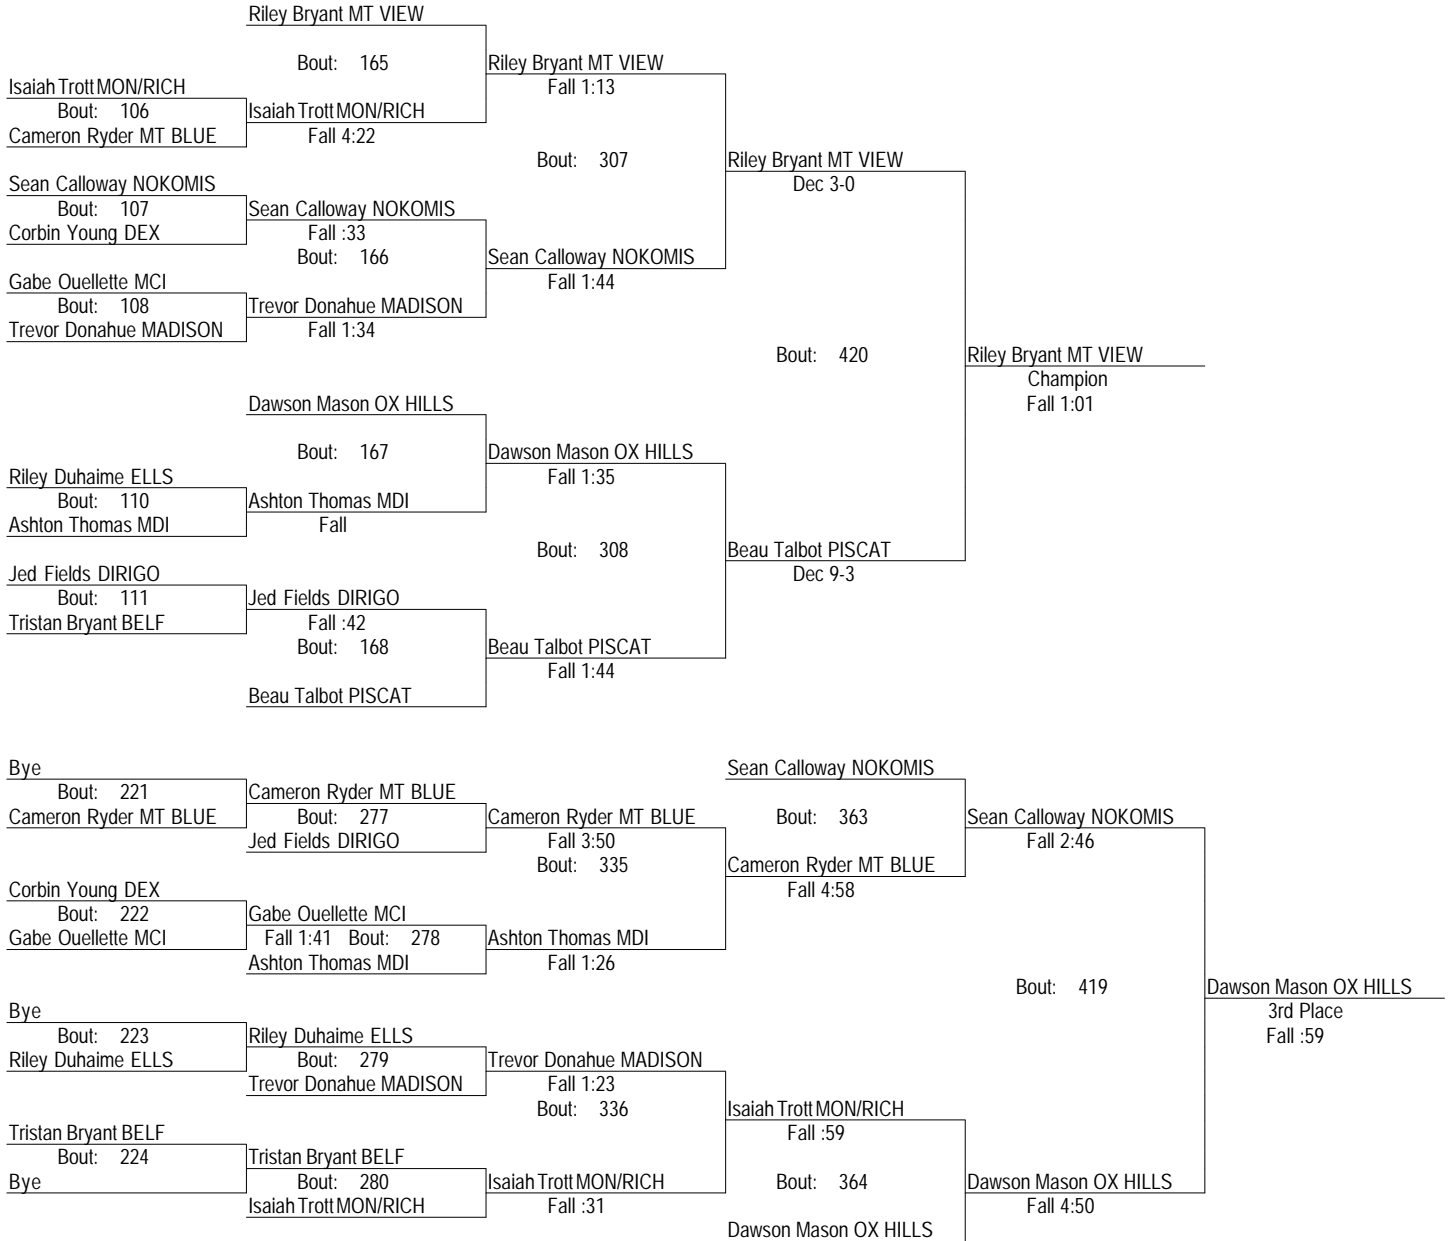 Riley Bryant MT VIEW
Bout: 165
Riley Bryant MT VIEW
Isaiah Trott MON/RICH
Fall 1:13
Bout: 106
Isaiah Trott MON/RICH
Cameron Ryder MT BLUE
Fall 4:22
Bout: 307
Riley Bryant MT VIEW
Sean Calloway NOKOMIS
Dec 3-0
Bout: 107
Sean Calloway NOKOMIS
Corbin Young DEX
Fall :33
Bout: 166
Sean Calloway NOKOMIS
Gabe Ouellette MCI
Fall 1:44
Bout: 108
Trevor Donahue MADISON
Trevor Donahue MADISON
Fall 1:34
Bout: 420
Riley Bryant MT VIEW
Champion
Dawson Mason OX HILLS
Fall 1:01
Bout: 167
Dawson Mason OX HILLS
Riley Duhaime ELLS
Fall 1:35
Bout: 110
Ashton Thomas MDI
Ashton Thomas MDI
Fall
Bout: 308
Beau Talbot PISCAT
Jed Fields DIRIGO
Dec 9-3
Bout: 111
Jed Fields DIRIGO
Tristan Bryant BELF
Fall :42
Bout: 168
Beau Talbot PISCAT
Fall 1:44
Beau Talbot PISCAT
Bye
Sean Calloway NOKOMIS
Bout: 221
Cameron Ryder MT BLUE
Cameron Ryder MT BLUE
Bout: 277
Cameron Ryder MT BLUE
Bout: 363
Sean Calloway NOKOMIS
Jed Fields DIRIGO
Fall 3:50
Fall 2:46
Bout: 335
Cameron Ryder MT BLUE
Corbin Young DEX
Fall 4:58
Bout: 222
Gabe Ouellette MCI
Gabe Ouellette MCI
Fall 1:41 Bout: 278
Ashton Thomas MDI
Ashton Thomas MDI
Fall 1:26
Bout: 419
Dawson Mason OX HILLS
Bye
3rd Place
Bout: 223
Riley Duhaime ELLS
Fall :59
Riley Duhaime ELLS
Bout: 279
Trevor Donahue MADISON
Trevor Donahue MADISON
Fall 1:23
Bout: 336
Isaiah Trott MON/RICH
Tristan Bryant BELF
Fall :59
Bout: 224
Tristan Bryant BELF
Bye
Bout: 280
Isaiah Trott MON/RICH
Bout: 364
Dawson Mason OX HILLS
Isaiah Trott MON/RICH
Fall :31
Fall 4:50
Dawson Mason OX HILLS